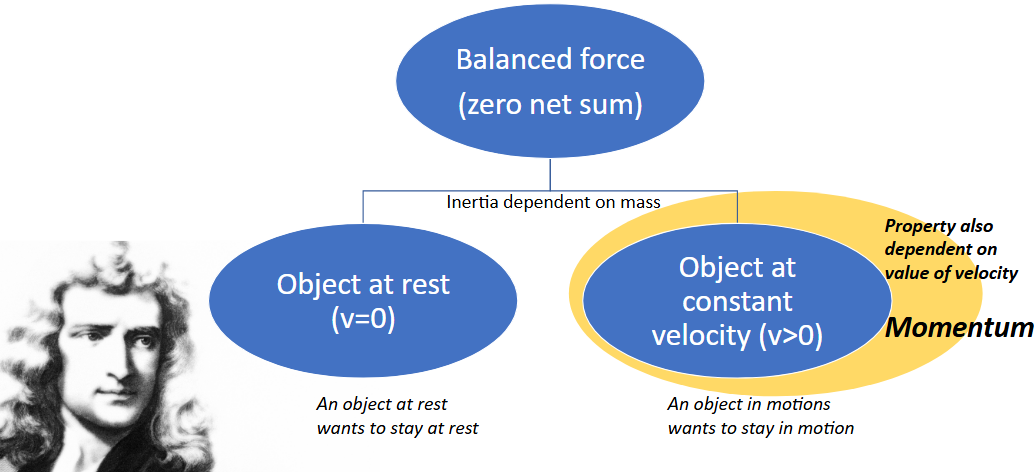 Balanced force
(zero net sum)
Inertia dependent on mass
Object at rest
(v=0)
Object at
constant
velocity (v>0)
Property also
dependent on
value of velocity
Momentum
An object at rest
wants to stay at rest
An object in motions
wants to stay in motion